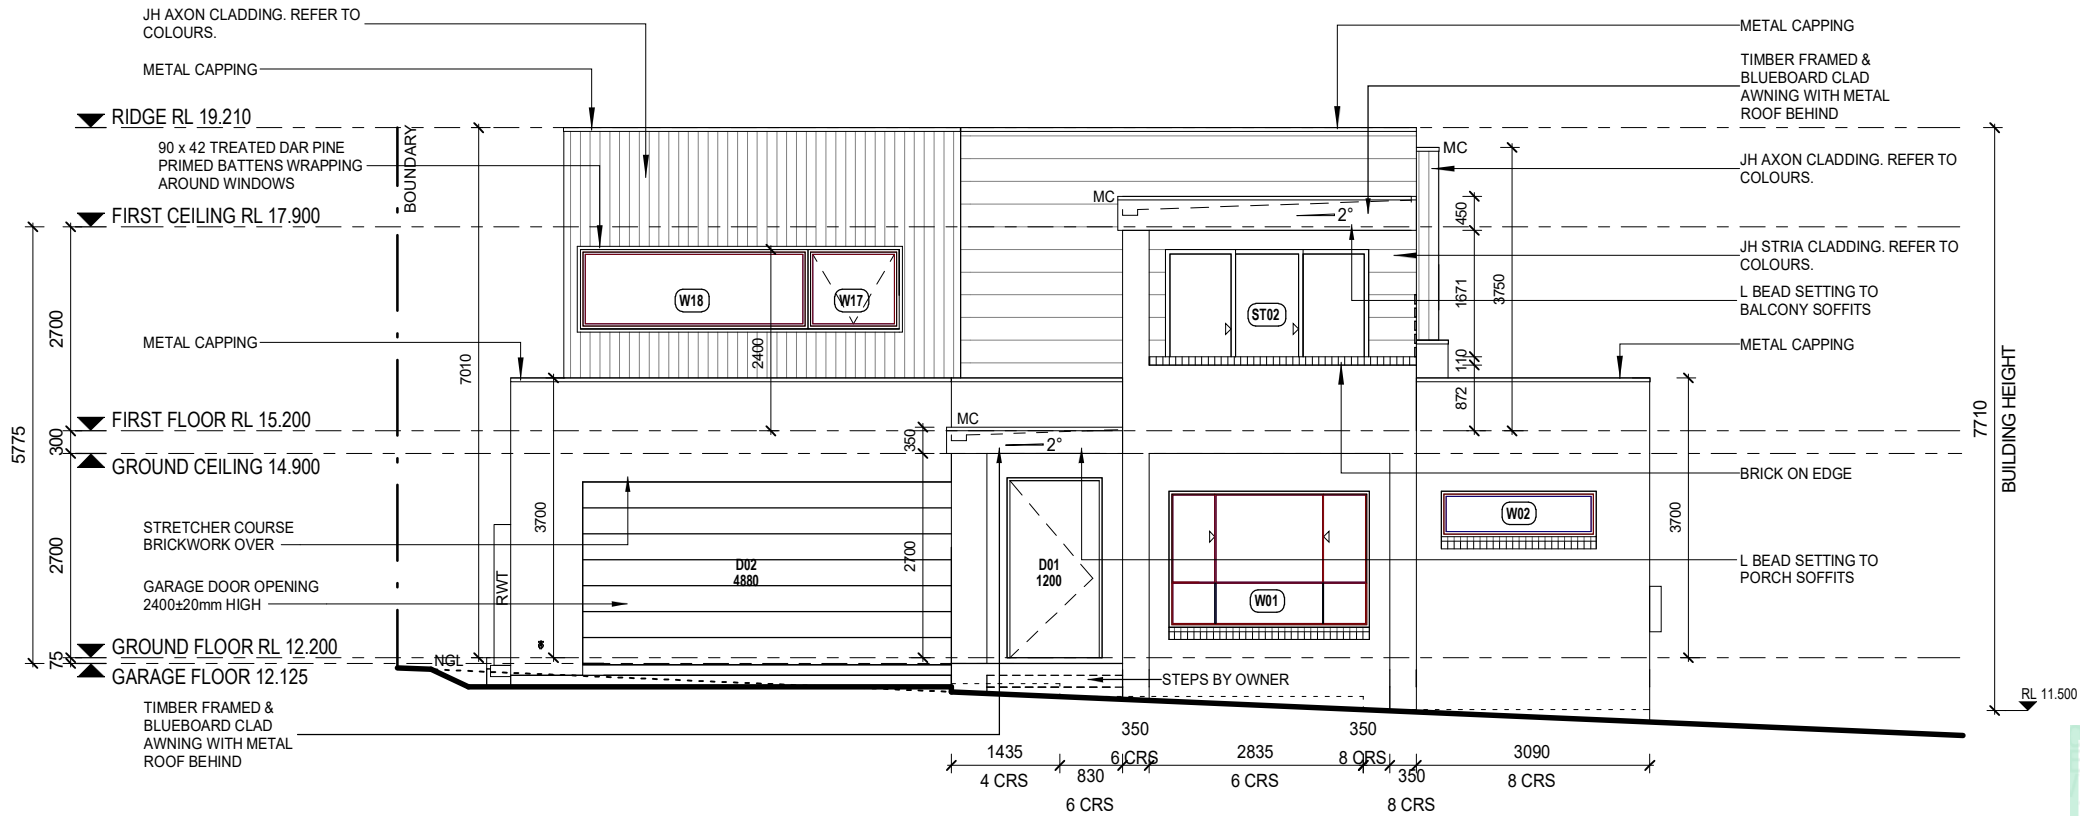 JH AXON CLADDING. REFER TO
COLOURS.
METAL CAPPING
RIDGE RL 19.210
90 x 42 TREATED DAR PINE
PRIMED BATTENS WRAPPING
AROUND WINDOWS
BOUNDARY
FIRST CEILING RL 17.900
METAL CAPPING
FIRST FLOOR RL 15.200
GROUND CEILING 14.900
STRETCHER COURSE
BRICKWORK OVER
GARAGE DOOR OPENING
2400±20mm HIGH
GROUND FLOOR RL 12.200
GARAGE FLOOR 12.125
TIMBER FRAMED &
BLUEBOARD CLAD
AWNING WITH METAL
ROOF BEHIND
5775
2700
300
2700
75
7010
3700
RWT
NGL
W18
W17
2400
MC
2°
350
2700
D02
4880
D01
1200
MC
2°
ST02
W01
W02
MC
450
1671
110
872
3750
3700
7710
BUILDING HEIGHT
METAL CAPPING
TIMBER FRAMED &
BLUEBOARD CLAD
AWNING WITH METAL
ROOF BEHIND
JH AXON CLADDING. REFER TO
COLOURS.
JH STRIA CLADDING. REFER TO
COLOURS.
L BEAD SETTING TO
BALCONY SOFFITS
METAL CAPPING
BRICK ON EDGE
L BEAD SETTING TO
PORCH SOFFITS
RL 11.500
STEPS BY OWNER
350
6 CRS
350
8 CRS
1435
4 CRS
830
6 CRS
2835
6 CRS
350
8 CRS
3090
8 CRS